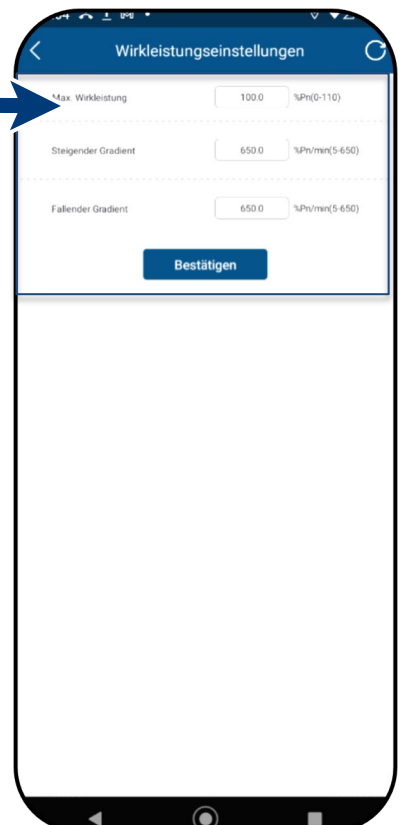 Wirkleistungseinstellungen
Max. Wirkleistung 100.0 %Pn(0-110)
Steigender Gradient 650.0 %Pn/min(5-650)
Fallender Gradient 650.0 %Pn/min(5-650)
Bestätigen